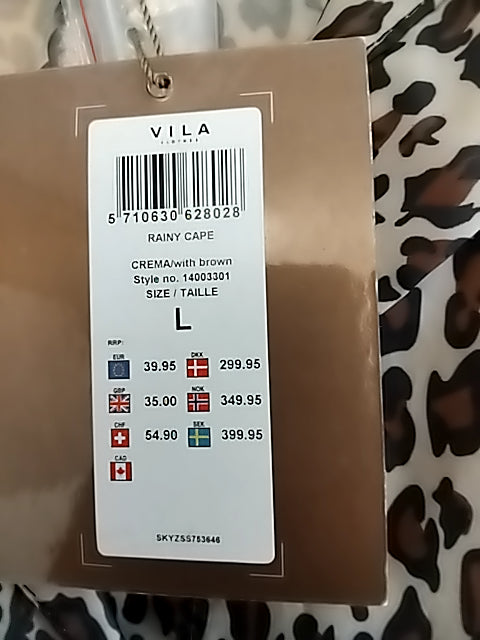 VILA
CLOTHES
5 710630 628028
RAINY CAPE
CREMA/with brown
Style no. 14003301
SIZE / TAILLE
L
RRP:
EUR 39.95 DKK 299.95
GBP 35.00 NOK 349.95
CHF 54.90 SEK 399.95
CAD
SKYZSS753646